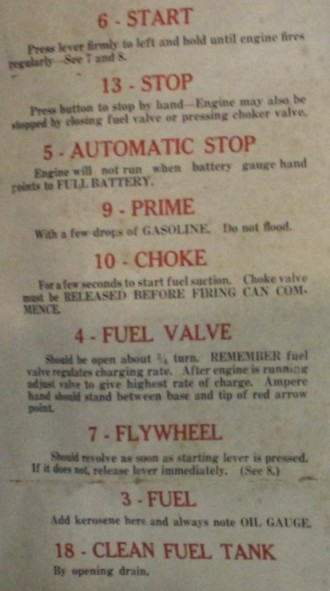 6 - START
Press lever firmly to left and hold until engine fires
regularly—See 7 and 8.
13 - STOP
Press button to stop by hand—Engine may also be
stopped by closing fuel valve or pressing choker valve.
5 - AUTOMATIC STOP
Engine will not run when battery gauge hand
points to FULL BATTERY.
9 - PRIME
With a few drops of GASOLINE. Do not flood.
10 - CHOKE
For a few seconds to start fuel suction. Choke valve
must be RELEASED BEFORE FIRING CAN COM-
MENCE.
4 - FUEL VALVE
Should be open about ¾ turn. REMEMBER fuel
valve regulates charging rate. After engine is running
adjust valve to give highest rate of charge. Ampere
hand should stand between base and tip of red arrow
point.
7 - FLYWHEEL
Should revolve as soon as starting lever is pressed.
If it does not, release lever immediately. (See 8.)
3 - FUEL
Add kerosene here and always note OIL GAUGE.
18 - CLEAN FUEL TANK
By opening drain.